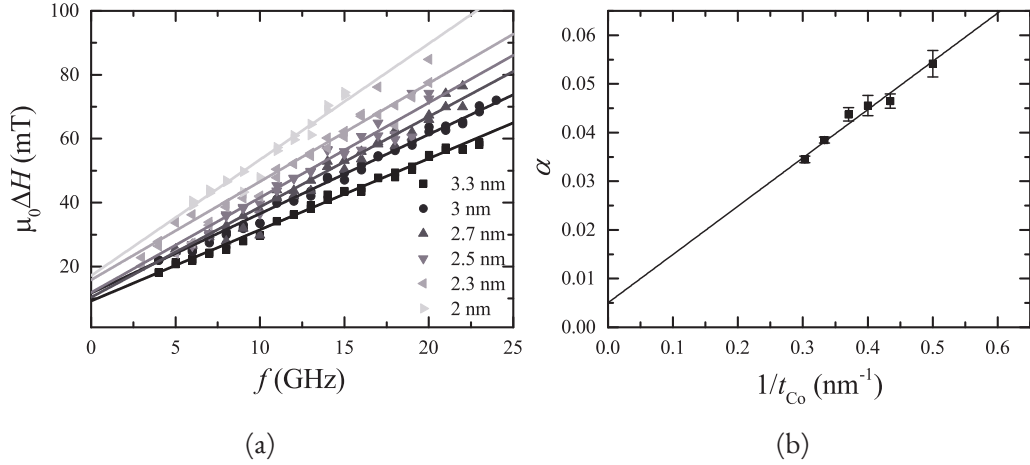 100
80
60
40
20
μ₀ΔH (mT)
0 5 10 15 20 25
f (GHz)
3.3 nm
3 nm
2.7 nm
2.5 nm
2.3 nm
2 nm
(a)
0.06
0.05
0.04
0.03
0.02
0.01
0.00
α
0.0 0.1 0.2 0.3 0.4 0.5 0.6
1/t_Co (nm⁻¹)
(b)